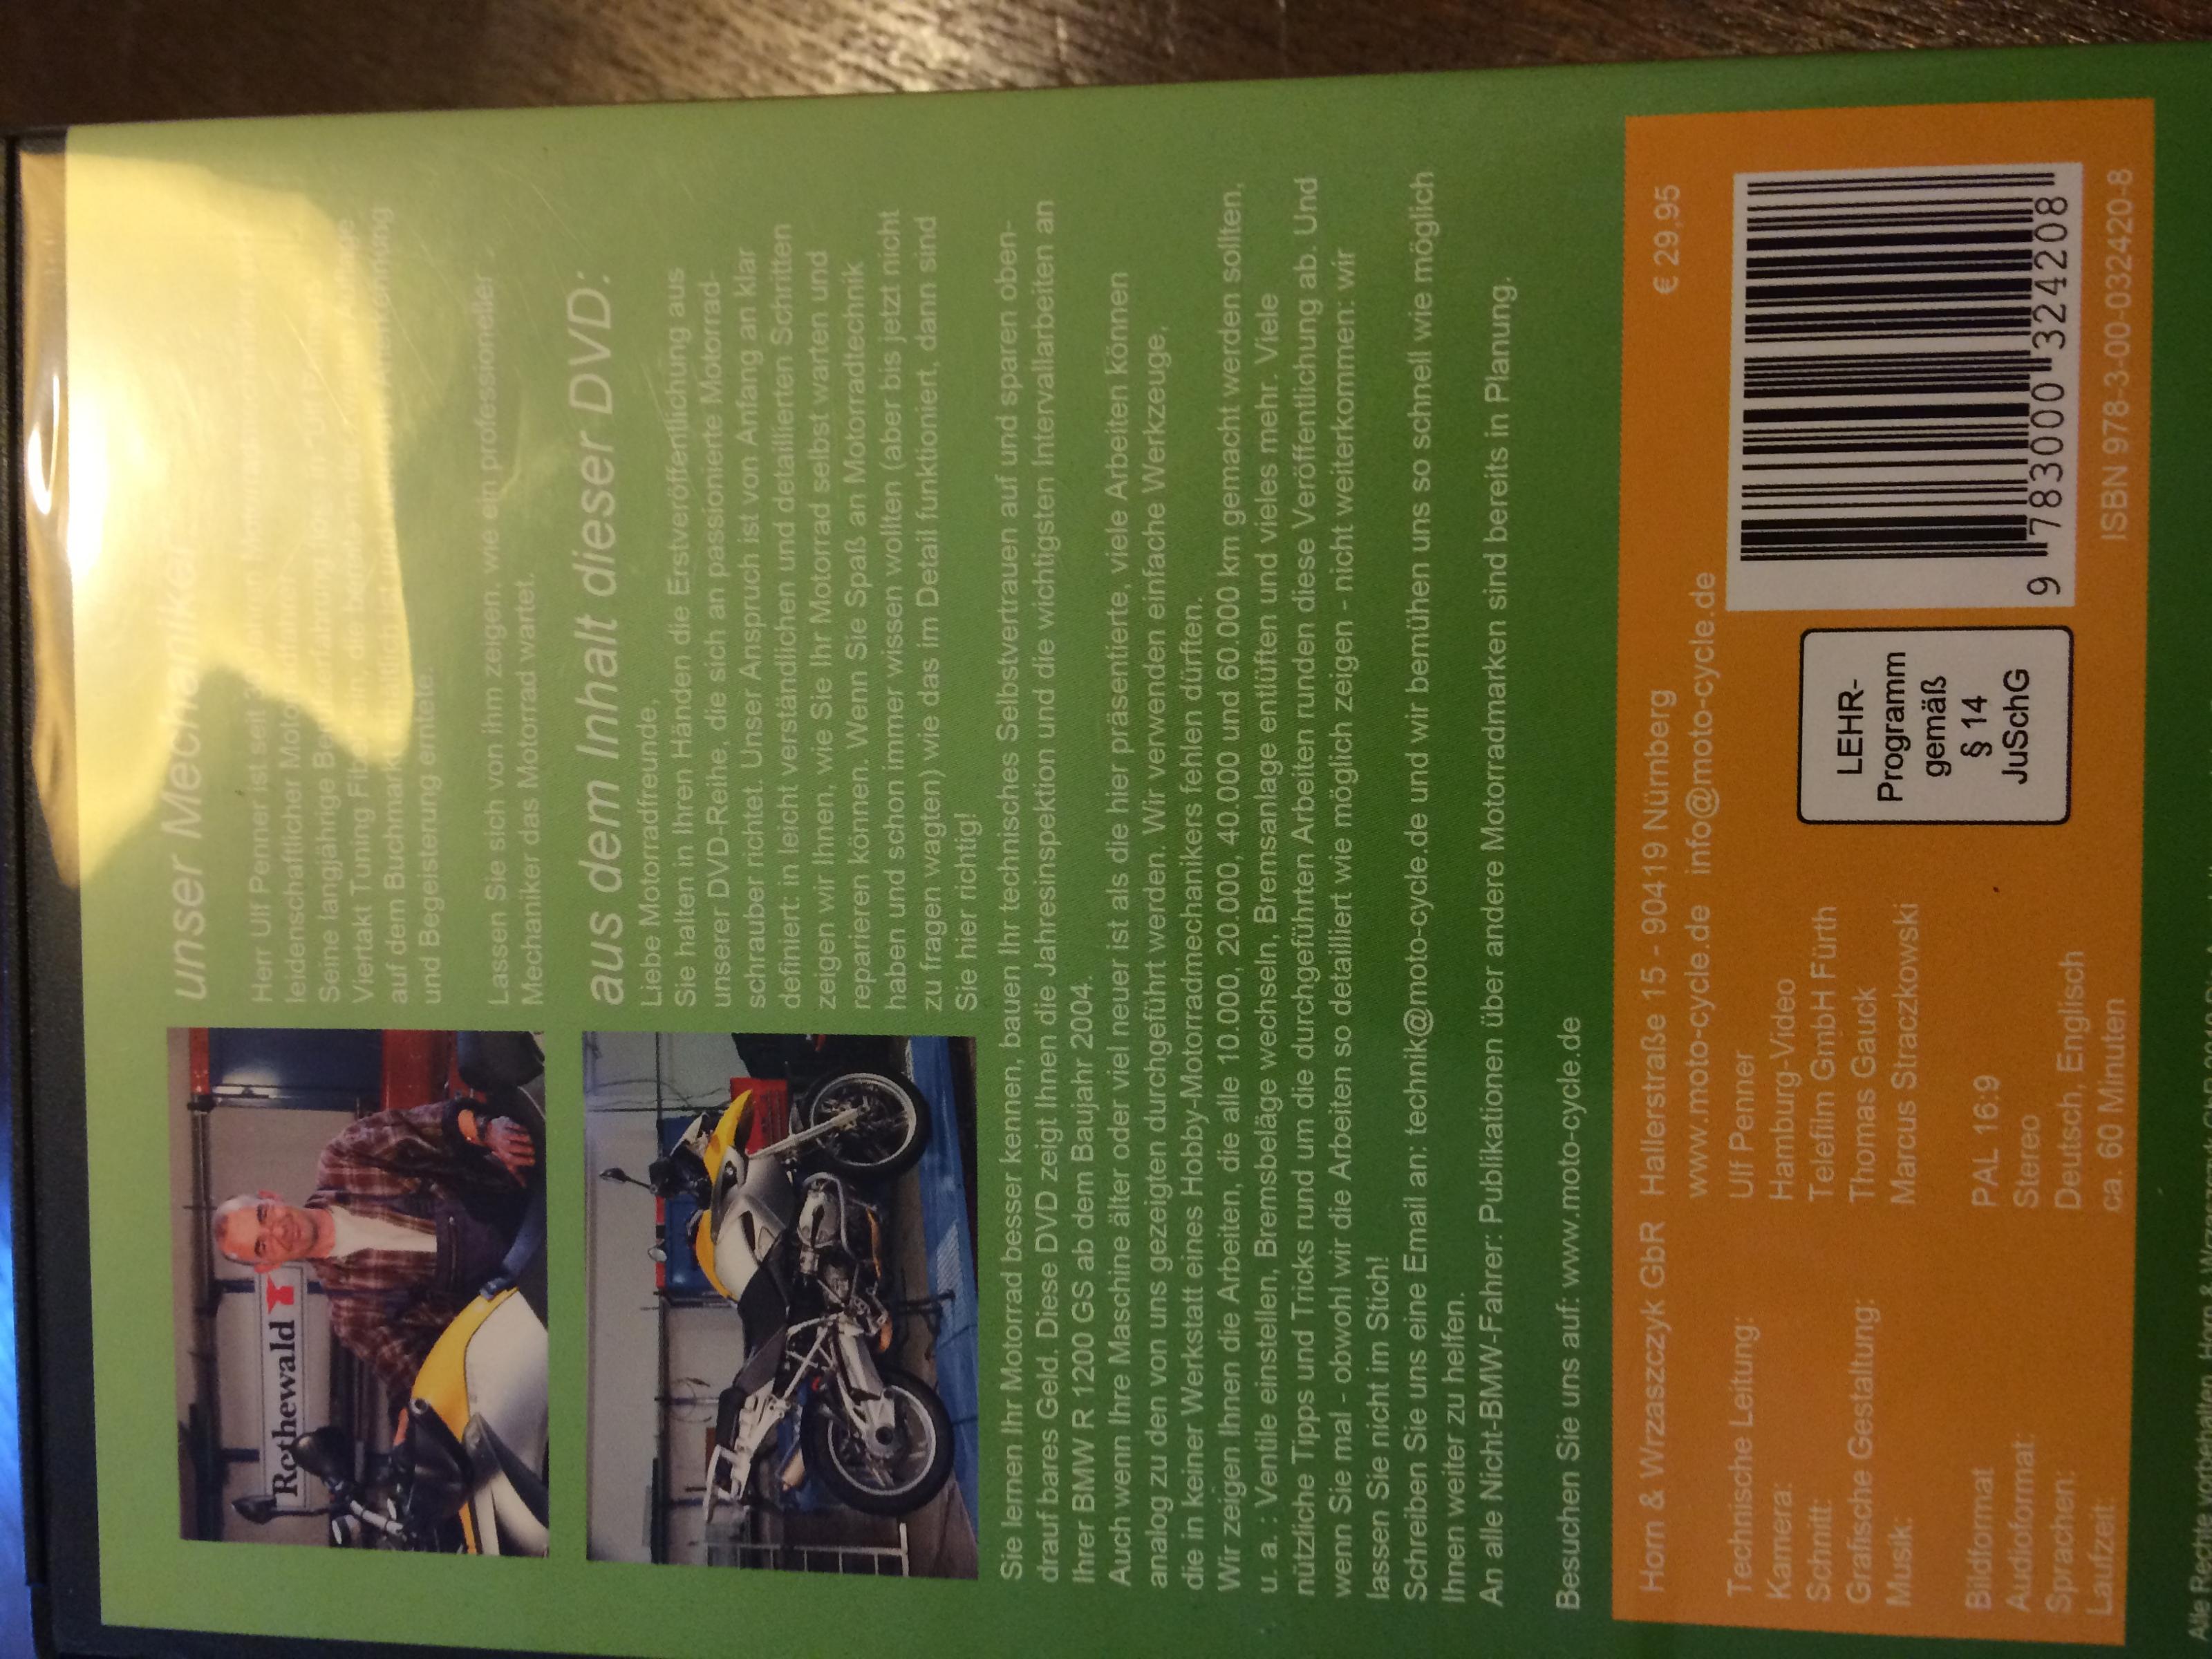 unser Mechaniker
Herr Ulf Penner ist seit
leidenschaftlicher
Seine langjährige
Viertakt Tuning
auf dem Buchmarkt
und Begeisterung erntete.
Lassen Sie sich von ihm zeigen, wie ein professioneller
Mechaniker das Motorrad wartet.
Rothewald
aus dem Inhalt dieser DVD:
Liebe Motorradfreunde,
Sie halten in Ihren Händen die Erstveröffentlichung aus
unserer DVD-Reihe, die sich an passionierte Motorrad-
schrauber richtet. Unser Anspruch ist von Anfang an klar
definiert: in leicht verständlichen und detaillierten Schritten
zeigen wir Ihnen, wie Sie Ihr Motorrad selbst warten und
reparieren können. Wenn Sie Spaß an Motorradtechnik
haben und schon immer wissen wollten (aber bis jetzt nicht
zu fragen wagten) wie das im Detail funktioniert, dann sind
Sie hier richtig!
Sie lernen Ihr Motorrad besser kennen, bauen Ihr technisches Selbstvertrauen auf und sparen oben-
drauf bares Geld. Diese DVD zeigt Ihnen die Jahresinspektion und die wichtigsten Intervallarbeiten an
Ihrer BMW R 1200 GS ab dem Baujahr 2004.
Auch wenn Ihre Maschine älter oder viel neuer ist als die hier präsentierte, viele Arbeiten können
analog zu den von uns gezeigten durchgeführt werden. Wir verwenden einfache Werkzeuge,
die in keiner Werkstatt eines Hobby-Motorradmechanikers fehlen dürften.
Wir zeigen Ihnen die Arbeiten, die alle 10.000, 20.000, 40.000 und 60.000 km gemacht werden sollten,
u. a. : Ventile einstellen, Bremsbeläge wechseln, Bremsanlage entlüften und vieles mehr. Viele
nützliche Tipps und Tricks rund um die durchgeführten Arbeiten runden diese Veröffentlichung ab. Und
wenn Sie mal - obwohl wir die Arbeiten so detailliert wie möglich zeigen - nicht weiterkommen: wir
lassen Sie nicht im Stich!
Schreiben Sie uns eine Email an: technik@moto-cycle.de und wir bemühen uns so schnell wie möglich
Ihnen weiter zu helfen.
An alle Nicht-BMW-Fahrer: Publikationen über andere Motorradmarken sind bereits in Planung.
Besuchen Sie uns auf: www.moto-cycle.de
Horn & Wrzaszczyk GbR Hallerstraße 15 - 90419 Nürnberg € 29,95
www.moto-cycle.de info@moto-cycle.de
Technische Leitung: Ulf Penner
Kamera: Hamburg-Video
Schnitt: Telefilm GmbH Fürth
Grafische Gestaltung: Thomas Gauck
Musik: Marcus Straczkowski
Bildformat PAL 16:9
Audioformat: Stereo
Sprachen: Deutsch, Englisch
Laufzeit: ca. 60 Minuten
LEHR-
Programm
gemäß
§ 14
JuSchG
9 783000 324208
ISBN 978-3-00-032420-8
Alle Rechte vorbehalten. Horn &